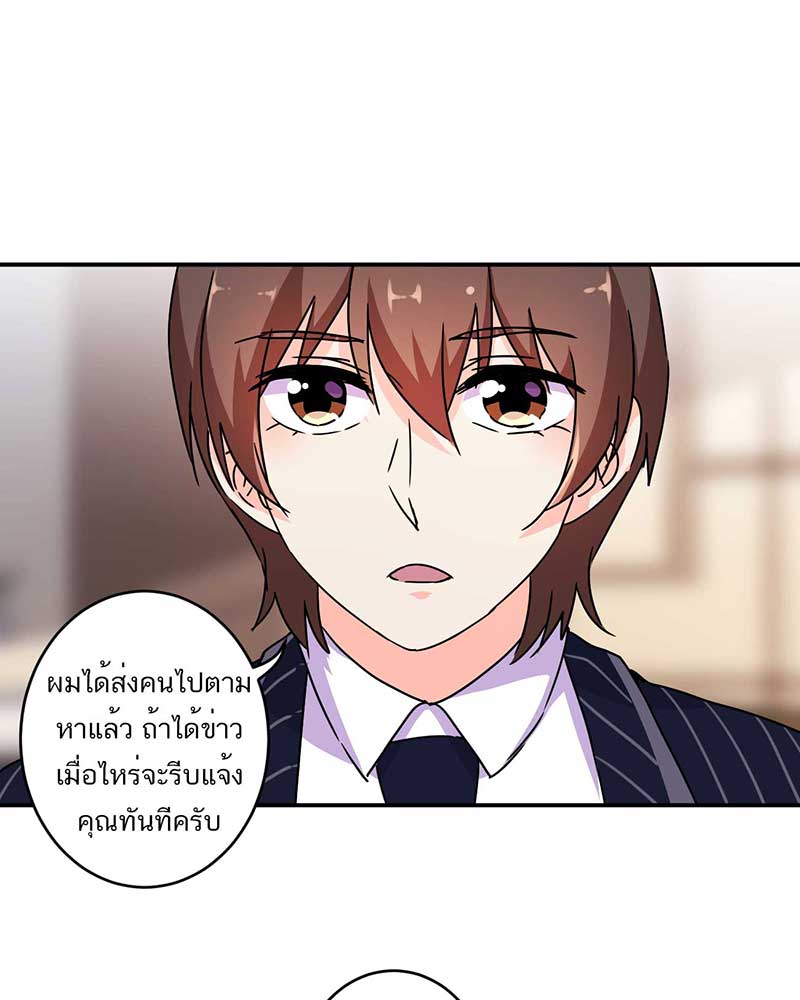 ผมได้ส่งคนไปตาม
หาแล้ว ถ้าได้ข่าว
เมื่อไหร่จะรีบแจ้ง
คุณทันทีครับ